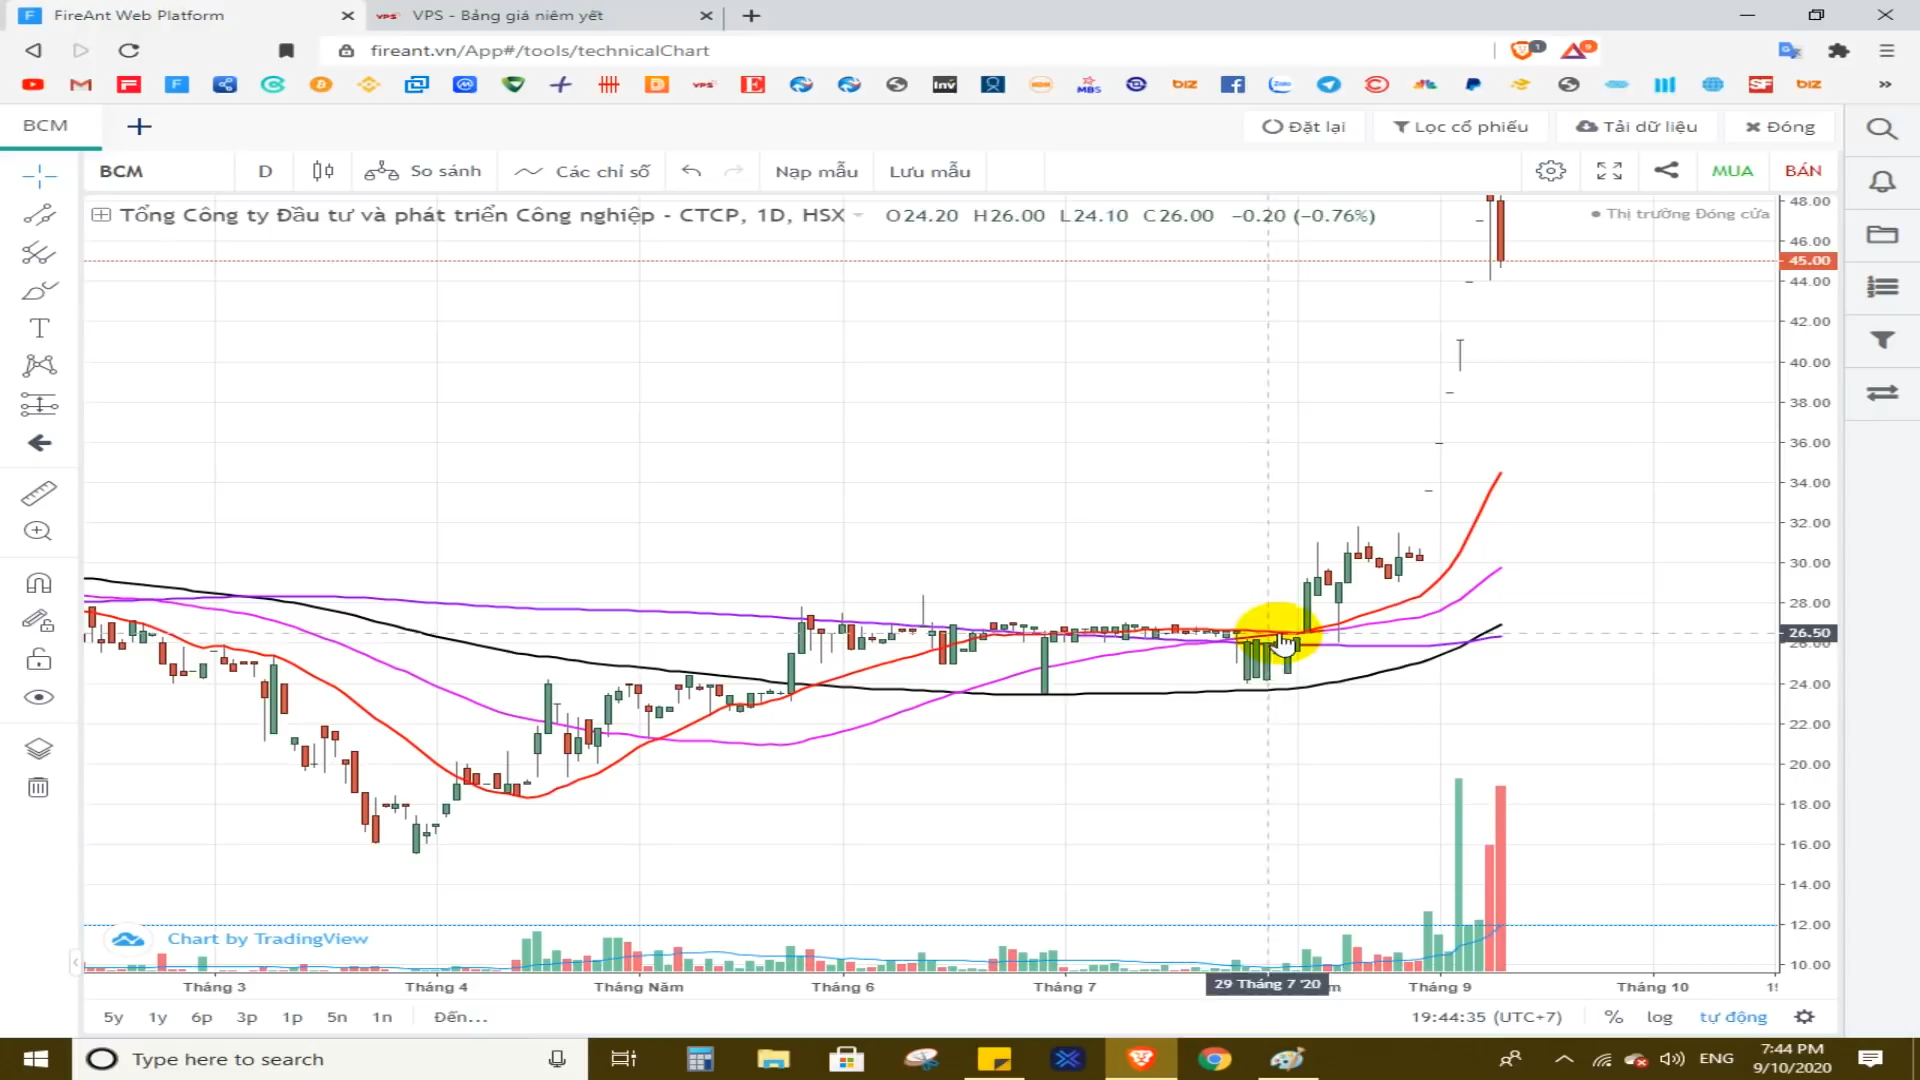 FireAnt Web Platform
VPS - Bảng giá niêm yết
fireant.vn/App#/tools/technicalChart
BCM
Đặt lại
Lọc cổ phiếu
Tải dữ liệu
Đóng
BCM
D
So sánh
Các chỉ số
Nạp mẫu
Lưu mẫu
MUA
BÁN
Tổng Công ty Đầu tư và phát triển Công nghiệp - CTCP, 1D, HSX
O24.20 H26.00 L24.10 C26.00 −0.20 (−0.76%)
Thị trường Đóng cửa
48.00
46.00
45.00
44.00
42.00
40.00
38.00
36.00
34.00
32.00
30.00
28.00
26.50
24.00
22.00
20.00
18.00
16.00
14.00
12.00
10.00
Chart by TradingView
Tháng 3
Tháng 4
Tháng Năm
Tháng 6
Tháng 7
29 Tháng 7 '20
Tháng 9
Tháng 10
5y 1y 6p 3p 1p 5n 1n Đến...
19:44:35 (UTC+7)
%
log
tự động
Type here to search
ENG
7:44 PM
9/10/2020